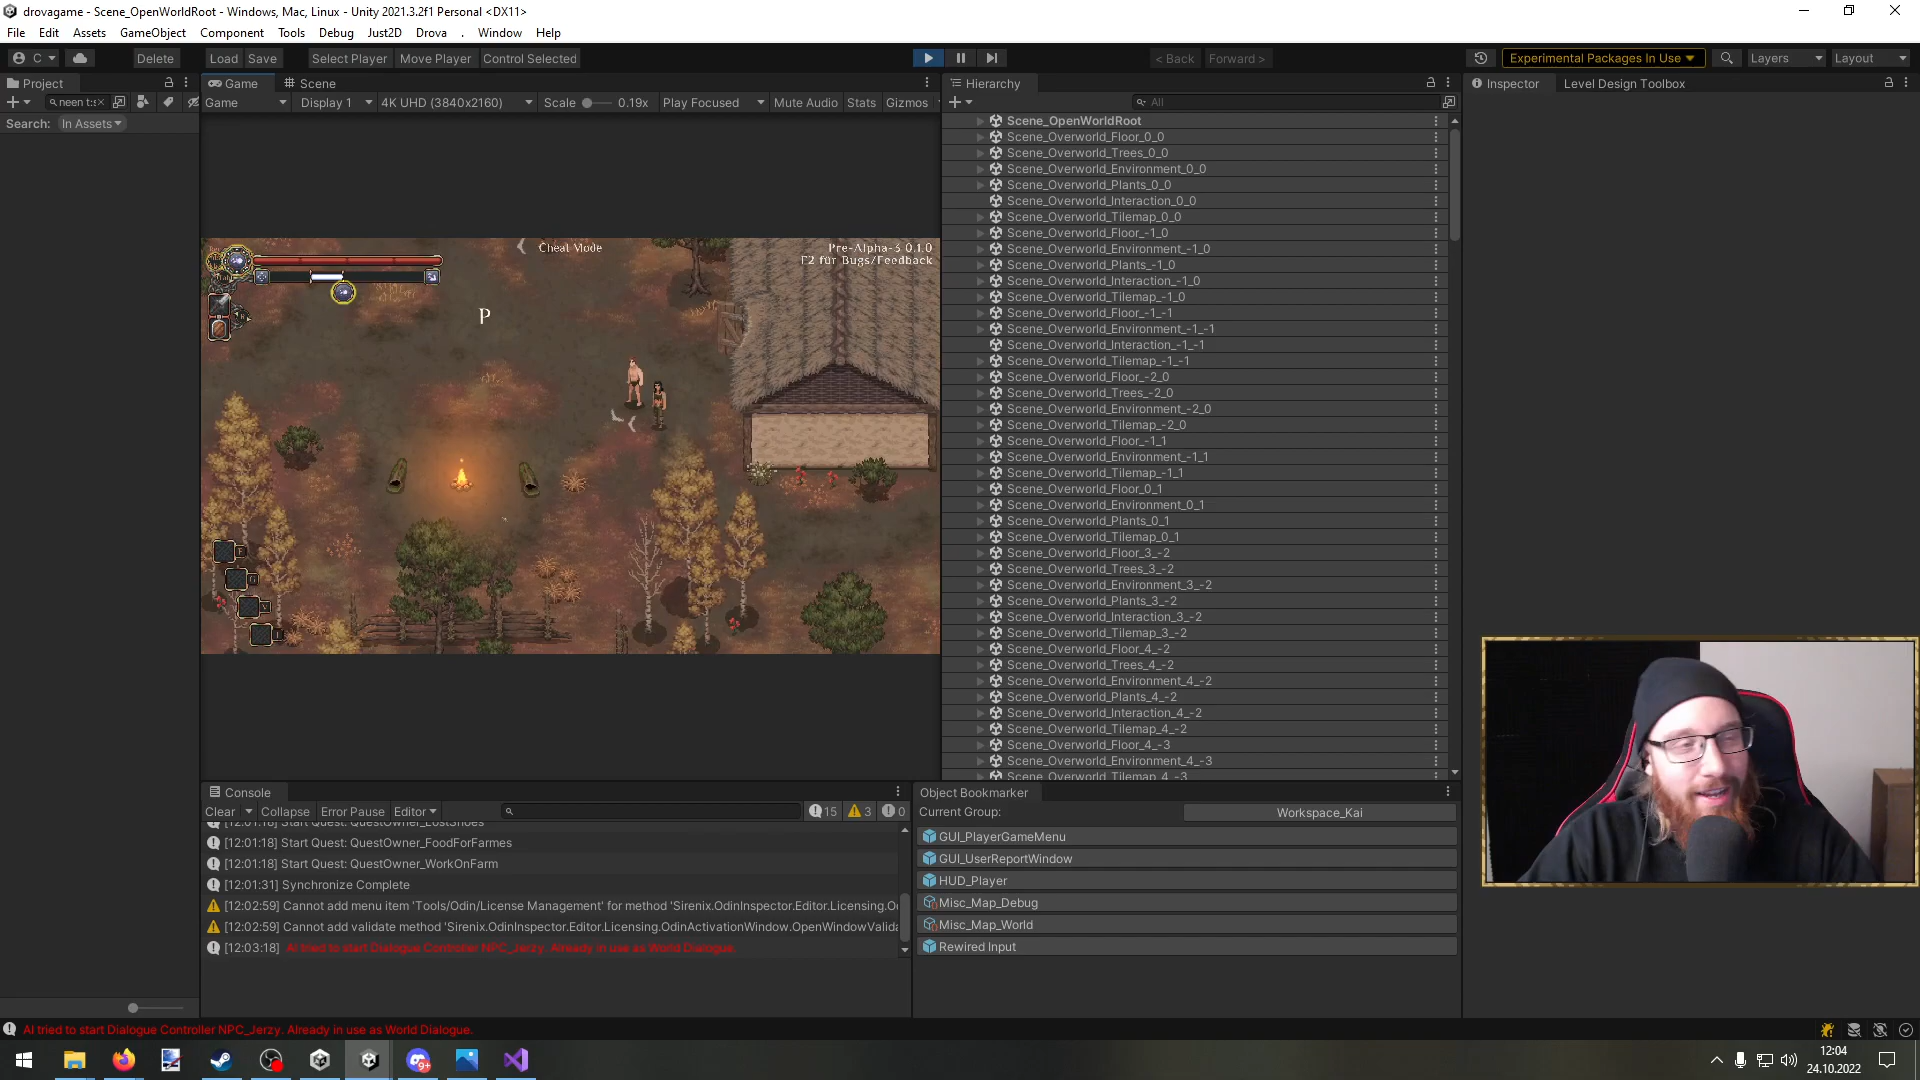 drovagame - Scene_OpenWorldRoot - Windows, Mac, Linux - Unity 2021.3.2f1 Personal <DX11>
File Edit Assets GameObject Component Tools Debug Just2D Drova . Window Help
C Delete Load Save Select Player Move Player Control Selected < Back Forward > Experimental Packages In Use Layers Layout
Project Game Scene Hierarchy Inspector Level Design Toolbox
neen t:s Game Display 1 4K UHD (3840x2160) Scale 0.19x Play Focused Mute Audio Stats Gizmos All
Search: In Assets
Cheat Mode
Pre-Alpha-3 0.1.0
F2 für Bugs/Feedback
P
F
G
V
Scene_OpenWorldRoot
Scene_Overworld_Floor_0_0
Scene_Overworld_Trees_0_0
Scene_Overworld_Environment_0_0
Scene_Overworld_Plants_0_0
Scene_Overworld_Interaction_0_0
Scene_Overworld_Tilemap_0_0
Scene_Overworld_Floor_-1_0
Scene_Overworld_Environment_-1_0
Scene_Overworld_Plants_-1_0
Scene_Overworld_Interaction_-1_0
Scene_Overworld_Tilemap_-1_0
Scene_Overworld_Floor_-1_-1
Scene_Overworld_Environment_-1_-1
Scene_Overworld_Interaction_-1_-1
Scene_Overworld_Tilemap_-1_-1
Scene_Overworld_Floor_-2_0
Scene_Overworld_Trees_-2_0
Scene_Overworld_Environment_-2_0
Scene_Overworld_Tilemap_-2_0
Scene_Overworld_Floor_-1_1
Scene_Overworld_Environment_-1_1
Scene_Overworld_Tilemap_-1_1
Scene_Overworld_Floor_0_1
Scene_Overworld_Environment_0_1
Scene_Overworld_Plants_0_1
Scene_Overworld_Tilemap_0_1
Scene_Overworld_Floor_3_-2
Scene_Overworld_Trees_3_-2
Scene_Overworld_Environment_3_-2
Scene_Overworld_Plants_3_-2
Scene_Overworld_Interaction_3_-2
Scene_Overworld_Tilemap_3_-2
Scene_Overworld_Floor_4_-2
Scene_Overworld_Trees_4_-2
Scene_Overworld_Environment_4_-2
Scene_Overworld_Plants_4_-2
Scene_Overworld_Interaction_4_-2
Scene_Overworld_Tilemap_4_-2
Scene_Overworld_Floor_4_-3
Scene_Overworld_Environment_4_-3
Scene_Overworld_Tilemap_4_-3
Console
Clear Collapse Error Pause Editor 15 3 0
[12:01:18] Start Quest: QuestOwner_LostShoes
[12:01:18] Start Quest: QuestOwner_FoodForFarmes
[12:01:18] Start Quest: QuestOwner_WorkOnFarm
[12:01:31] Synchronize Complete
[12:02:59] Cannot add menu item 'Tools/Odin/License Management' for method 'Sirenix.OdinInspector.Editor.Licensing.O
[12:02:59] Cannot add validate method 'Sirenix.OdinInspector.Editor.Licensing.OdinActivationWindow.OpenWindowValida
[12:03:18] AI tried to start Dialogue Controller NPC_Jerzy. Already in use as World Dialogue.
Object Bookmarker
Current Group: Workspace_Kai
GUI_PlayerGameMenu
GUI_UserReportWindow
HUD_Player
Misc_Map_Debug
Misc_Map_World
Rewired Input
AI tried to start Dialogue Controller NPC_Jerzy. Already in use as World Dialogue.
9+
12:04
24.10.2022